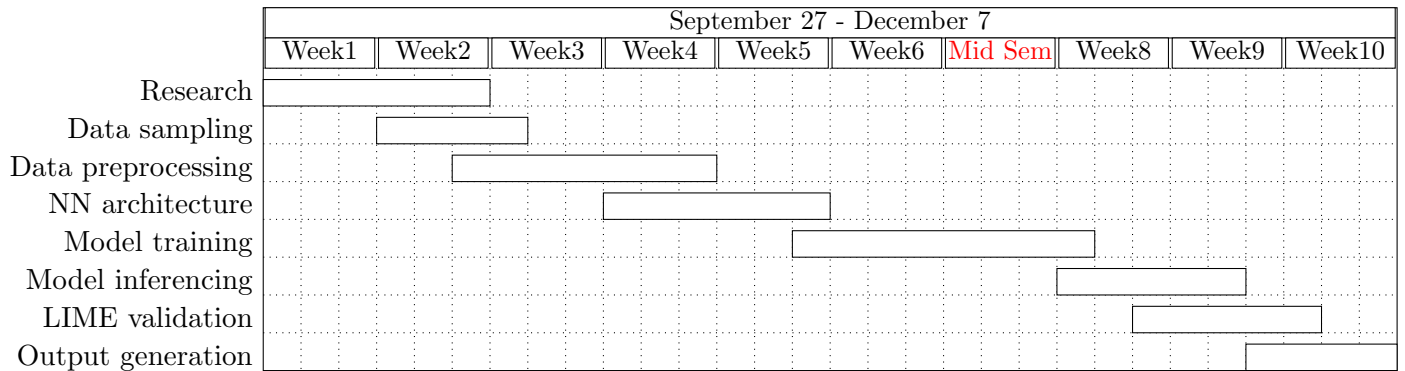 September 27 - December 7
Week1 Week2 Week3 Week4 Week5 Week6 Mid Sem Week8 Week9 Week10
Research
Data sampling
Data preprocessing
NN architecture
Model training
Model inferencing
LIME validation
Output generation